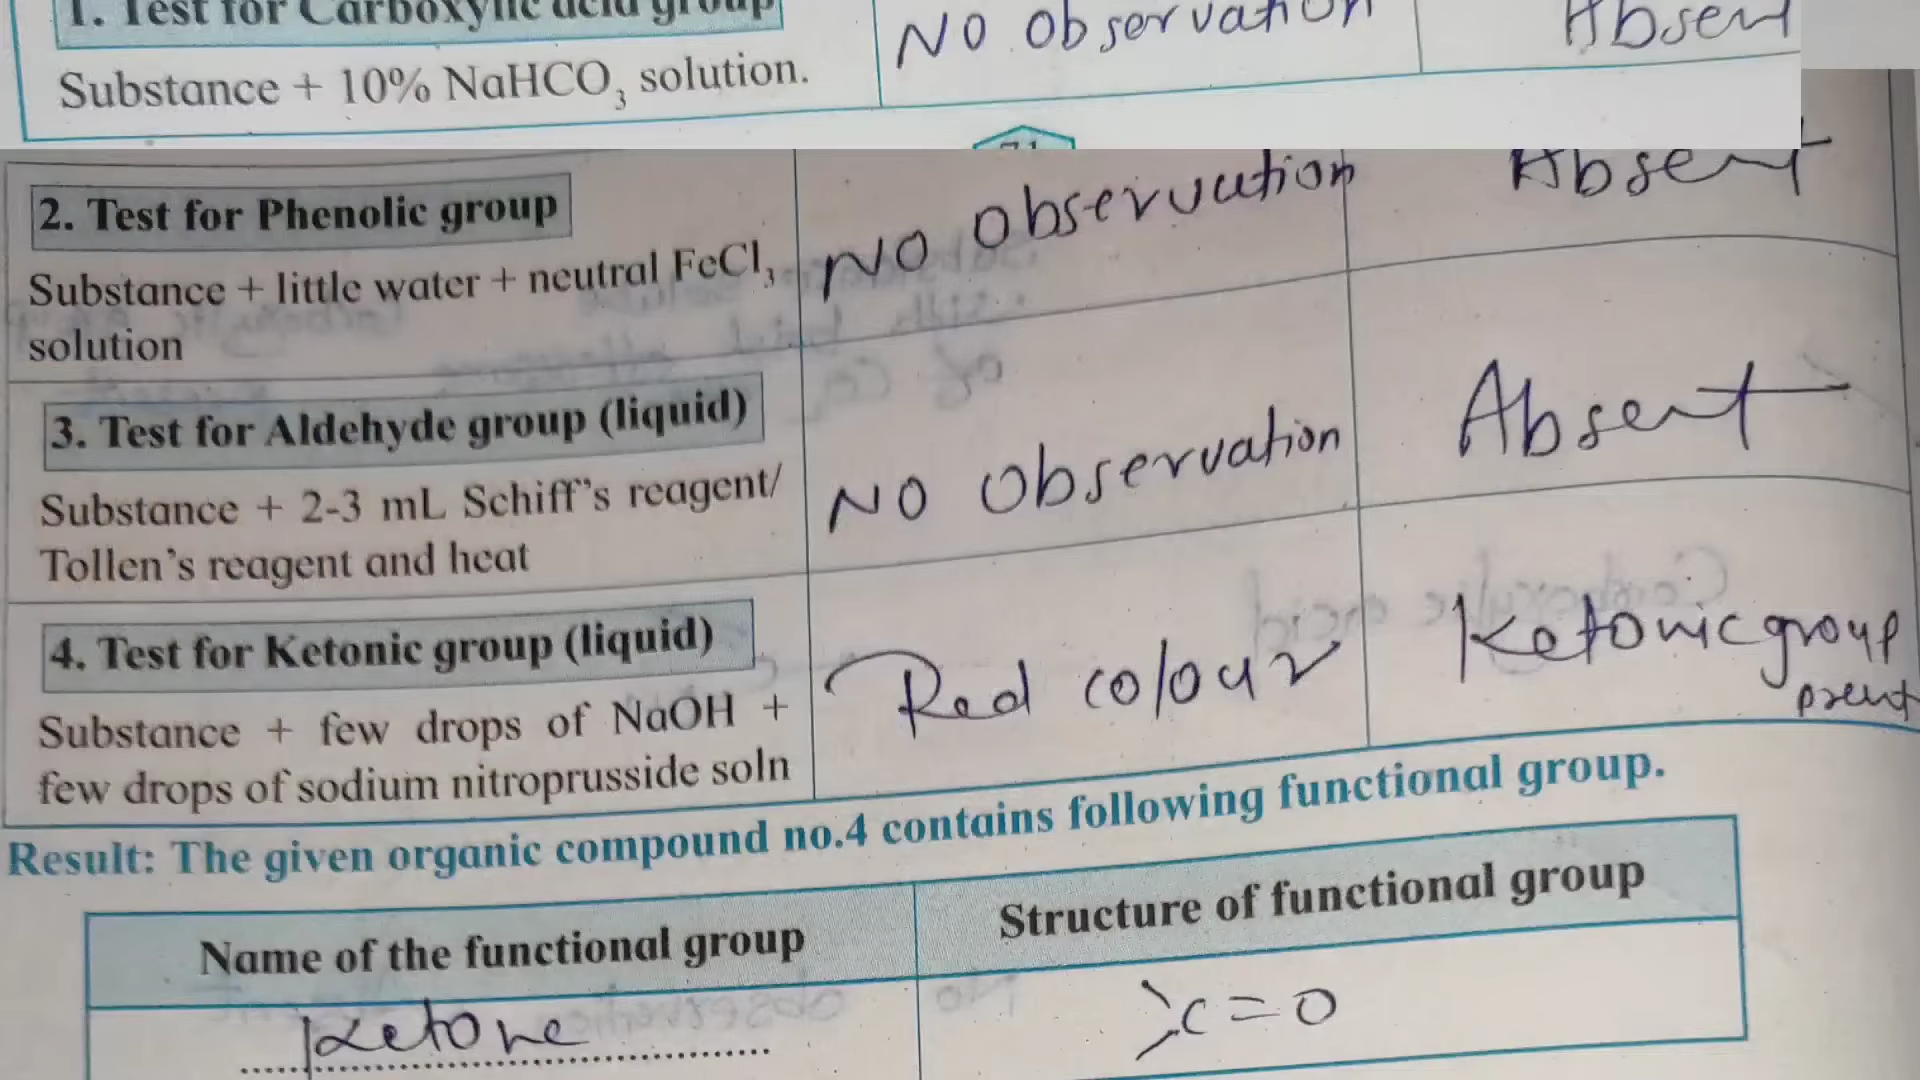 1. Test for Carboxylic acid group
No observation
Absent
Substance + 10% NaHCO₃ solution.
71
2. Test for Phenolic group
No observation
Absent
Substance + little water + neutral FeCl₃
solution
3. Test for Aldehyde group (liquid)
No observation
Absent
Substance + 2-3 mL Schiff's reagent/
Tollen's reagent and heat
4. Test for Ketonic group (liquid)
Red colour
Ketonic group
Substance + few drops of NaOH +
few drops of sodium nitroprusside soln
Result: The given organic compound no.4 contains following functional group.
Name of the functional group
Structure of functional group
Ketone
>C=O